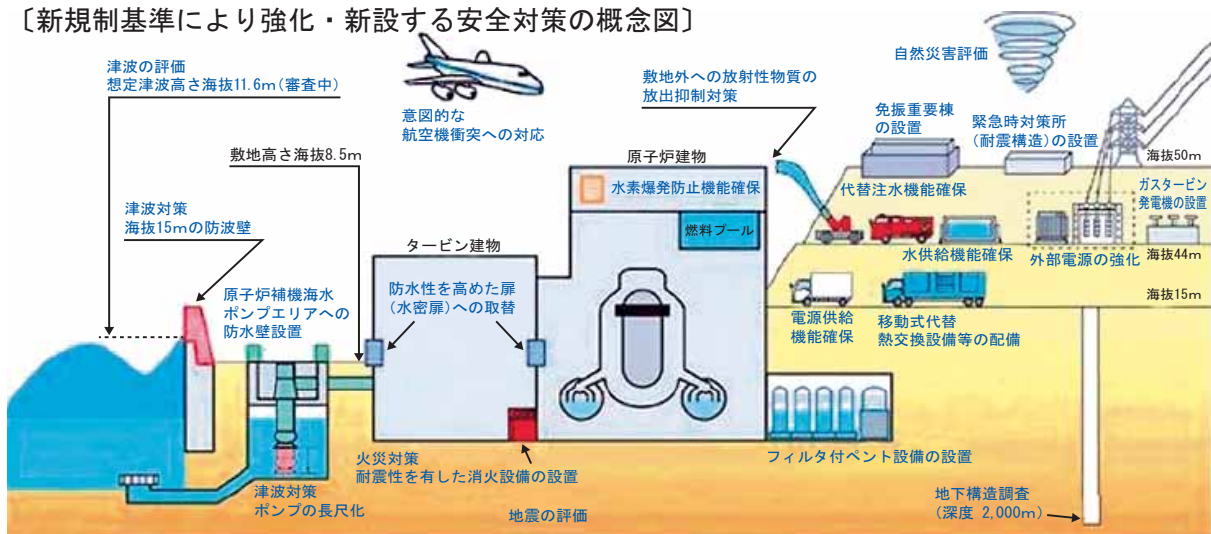 〔新規制基準により強化・新設する安全対策の概念図〕
津波の評価
想定津波高さ海抜11.6m(審査中)
意図的な
航空機衝突への対応
敷地外への放射性物質の
放出抑制対策
自然災害評価
免振重要棟
の設置
緊急時対策所
(耐震構造)の設置
敷地高さ海抜8.5m
原子炉建物
海抜50m
水素爆発防止機能確保
代替注水機能確保
ガスタービン
発電機の設置
津波対策
海抜15mの防波壁
燃料プール
タービン建物
水供給機能確保
外部電源の強化
海抜44m
原子炉補機海水
ポンプエリアへの
防水壁設置
防水性を高めた扉
(水密扉)への取替
海抜15m
電源供給
機能確保
移動式代替
熱交換設備等の配備
火災対策
耐震性を有した消火設備の設置
フィルタ付ベント設備の設置
津波対策
ポンプの長尺化
地震の評価
地下構造調査
(深度 2,000m)